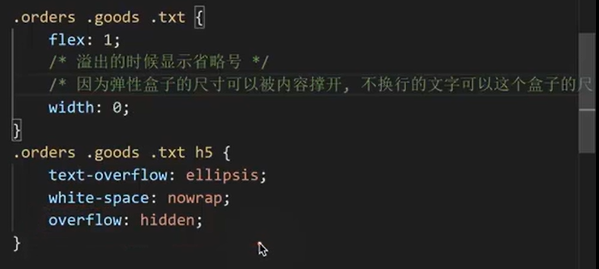 .orders .goods .txt {
flex: 1;
/* 溢出的时候显示省略号 */
/* 因为弹性盒子的尺寸可以被内容撑开, 不换行的文字可以这个盒子的尺
width: 0;
}
.orders .goods .txt h5 {
text-overflow: ellipsis;
white-space: nowrap;
overflow: hidden;
}